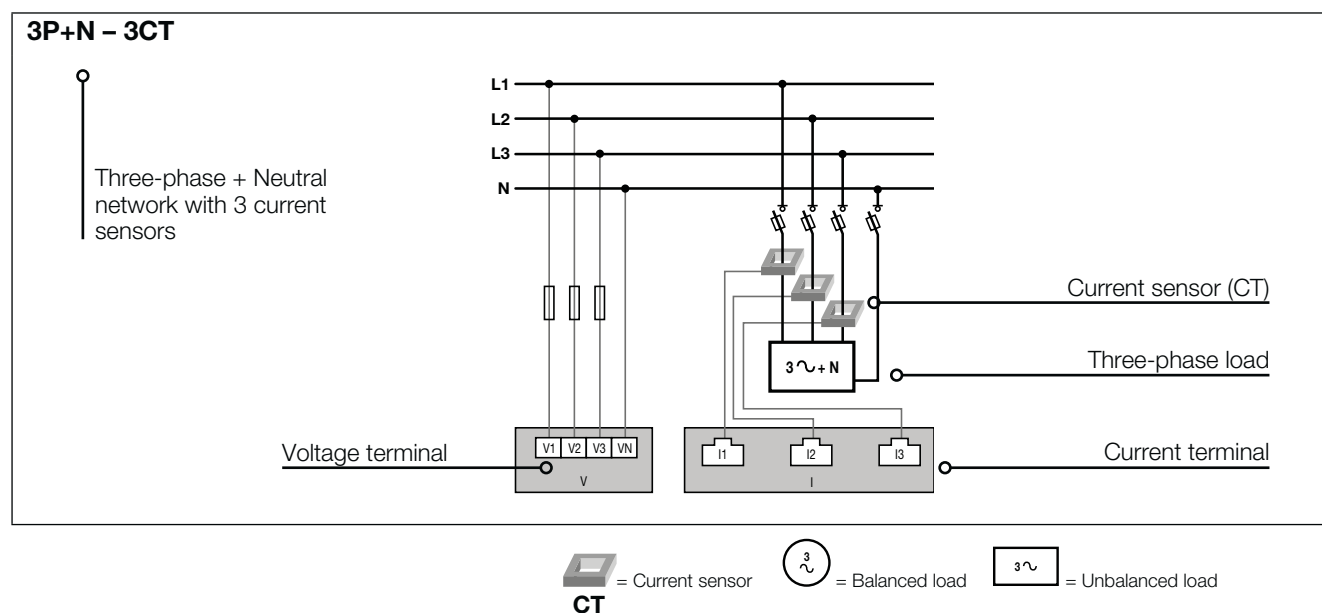 3P+N – 3CT
Three-phase + Neutral
network with 3 current
sensors
L1
L2
L3
N
Current sensor (CT)
3 ∿ + N
Three-phase load
Voltage terminal
V1 V2 V3 VN
V
I1 I2 I3
I
Current terminal
CT
= Current sensor
3
∿
= Balanced load
3 ∿
= Unbalanced load